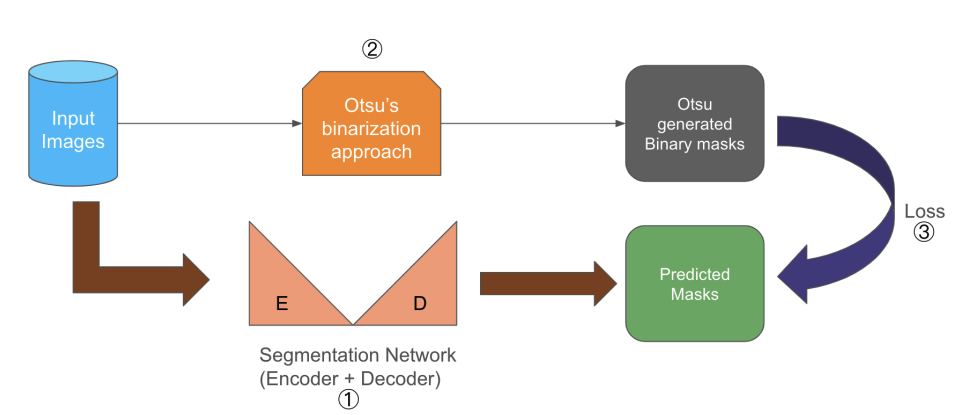 ②
Input
Images
Otsu's
binarization
approach
Otsu
generated
Binary masks
Loss
③
E
D
Predicted
Masks
Segmentation Network
(Encoder + Decoder)
①